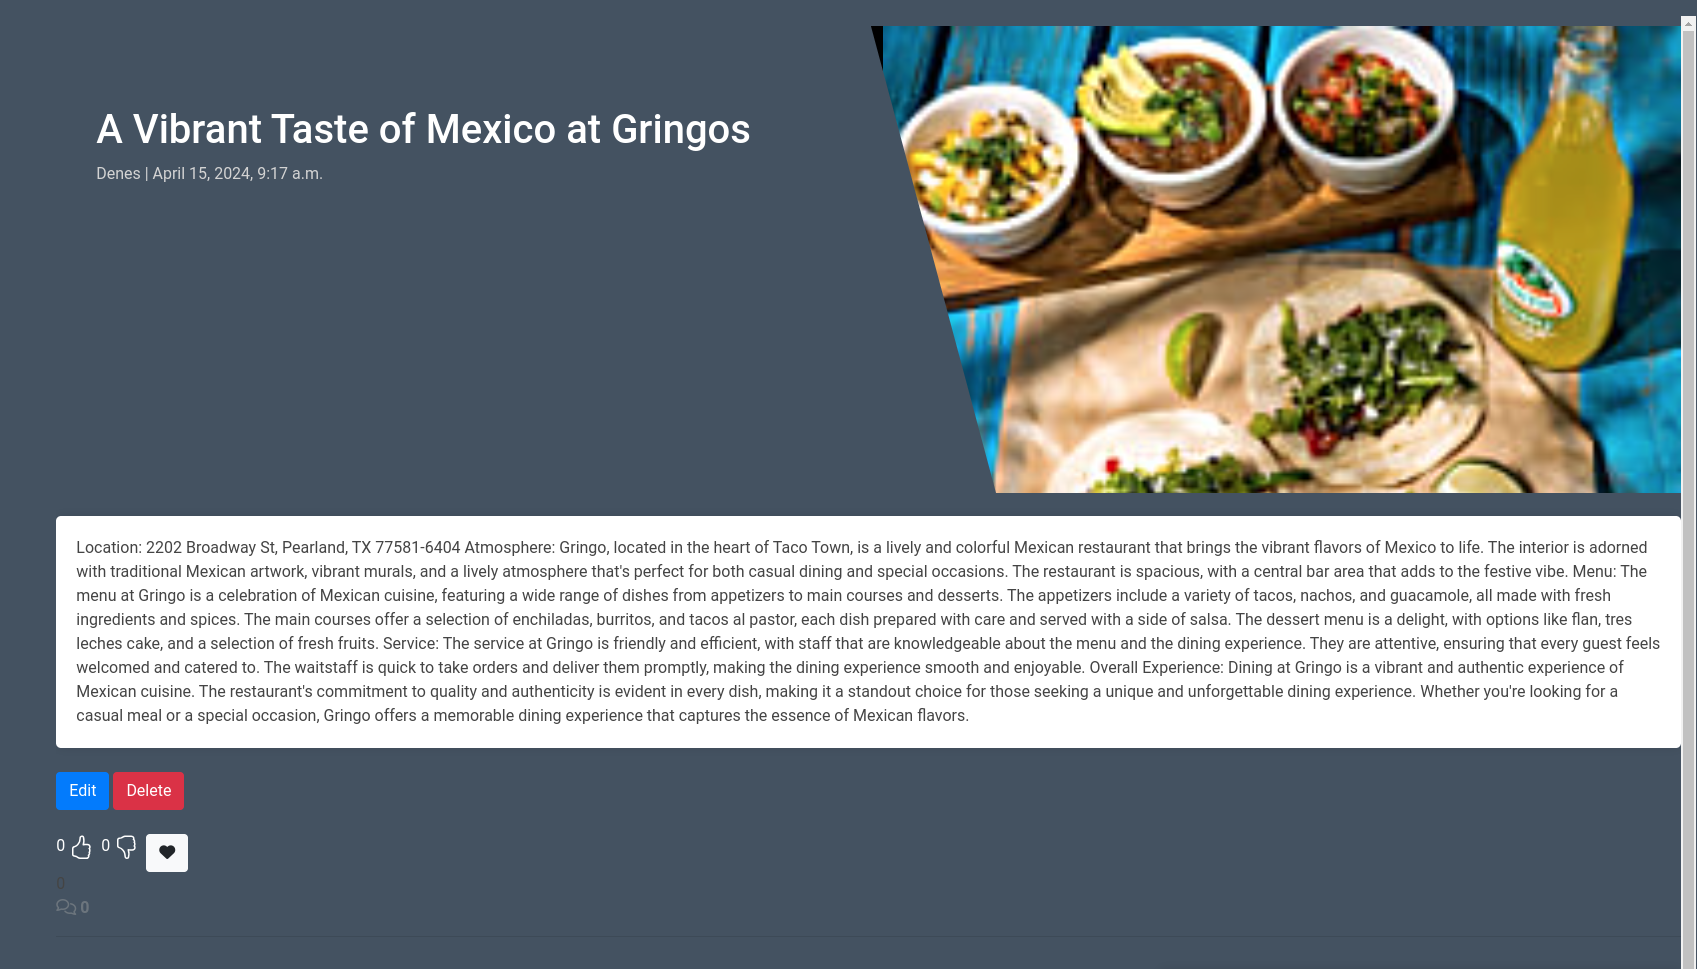 A Vibrant Taste of Mexico at Gringos
Denes | April 15, 2024, 9:17 a.m.
Location: 2202 Broadway St, Pearland, TX 77581-6404 Atmosphere: Gringo, located in the heart of Taco Town, is a lively and colorful Mexican restaurant that brings the vibrant flavors of Mexico to life. The interior is adorned
with traditional Mexican artwork, vibrant murals, and a lively atmosphere that's perfect for both casual dining and special occasions. The restaurant is spacious, with a central bar area that adds to the festive vibe. Menu: The
menu at Gringo is a celebration of Mexican cuisine, featuring a wide range of dishes from appetizers to main courses and desserts. The appetizers include a variety of tacos, nachos, and guacamole, all made with fresh
ingredients and spices. The main courses offer a selection of enchiladas, burritos, and tacos al pastor, each dish prepared with care and served with a side of salsa. The dessert menu is a delight, with options like flan, tres
leches cake, and a selection of fresh fruits. Service: The service at Gringo is friendly and efficient, with staff that are knowledgeable about the menu and the dining experience. They are attentive, ensuring that every guest feels
welcomed and catered to. The waitstaff is quick to take orders and deliver them promptly, making the dining experience smooth and enjoyable. Overall Experience: Dining at Gringo is a vibrant and authentic experience of
Mexican cuisine. The restaurant's commitment to quality and authenticity is evident in every dish, making it a standout choice for those seeking a unique and unforgettable dining experience. Whether you're looking for a
casual meal or a special occasion, Gringo offers a memorable dining experience that captures the essence of Mexican flavors.
Edit Delete
0 0
0
0